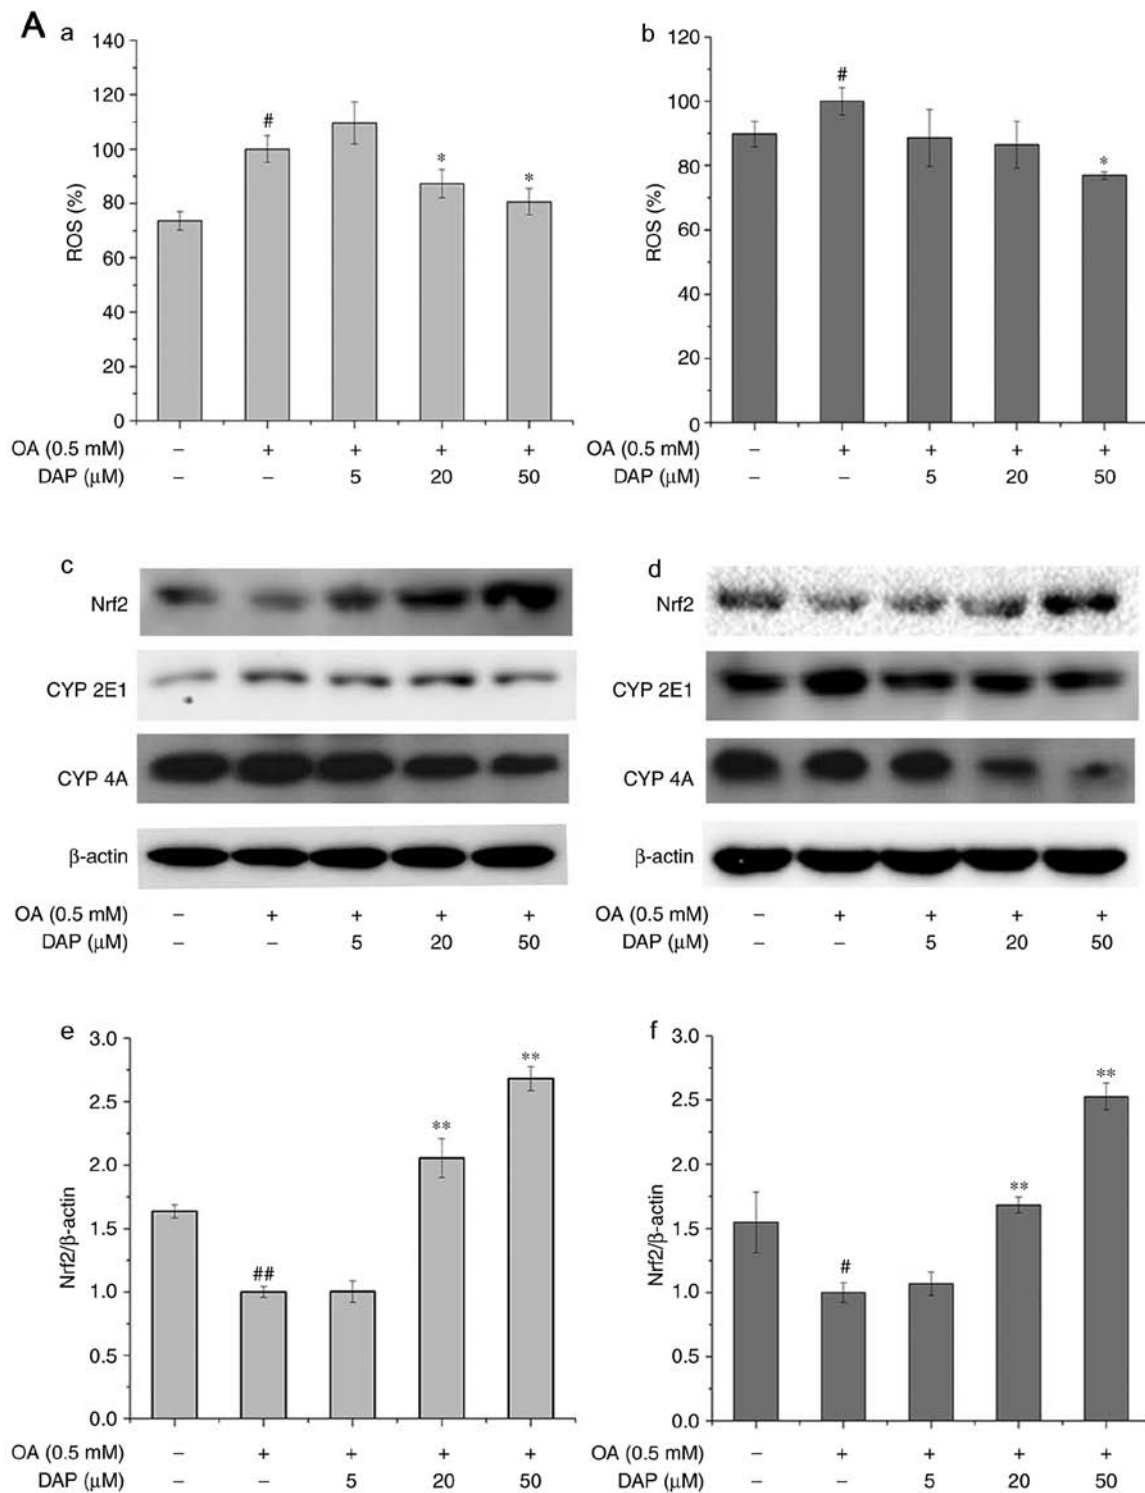 A a
b
140
120
100
80
60
40
20
0
ROS (%)
#
*
*
OA (0.5 mM) – + + + +
DAP (µM) – – 5 20 50
120
100
80
60
40
20
0
ROS (%)
#
*
OA (0.5 mM) – + + + +
DAP (µM) – – 5 20 50
c
Nrf2
CYP 2E1
CYP 4A
β-actin
OA (0.5 mM) – + + + +
DAP (µM) – – 5 20 50
d
Nrf2
CYP 2E1
CYP 4A
β-actin
OA (0.5 mM) – + + + +
DAP (µM) – – 5 20 50
e
3.0
2.5
2.0
1.5
1.0
0.5
0.0
Nrf2/β-actin
##
**
**
OA (0.5 mM) – + + + +
DAP (µM) – – 5 20 50
f
3.0
2.5
2.0
1.5
1.0
0.5
0.0
Nrf2/β-actin
#
**
**
OA (0.5 mM) – + + + +
DAP (µM) – – 5 20 50